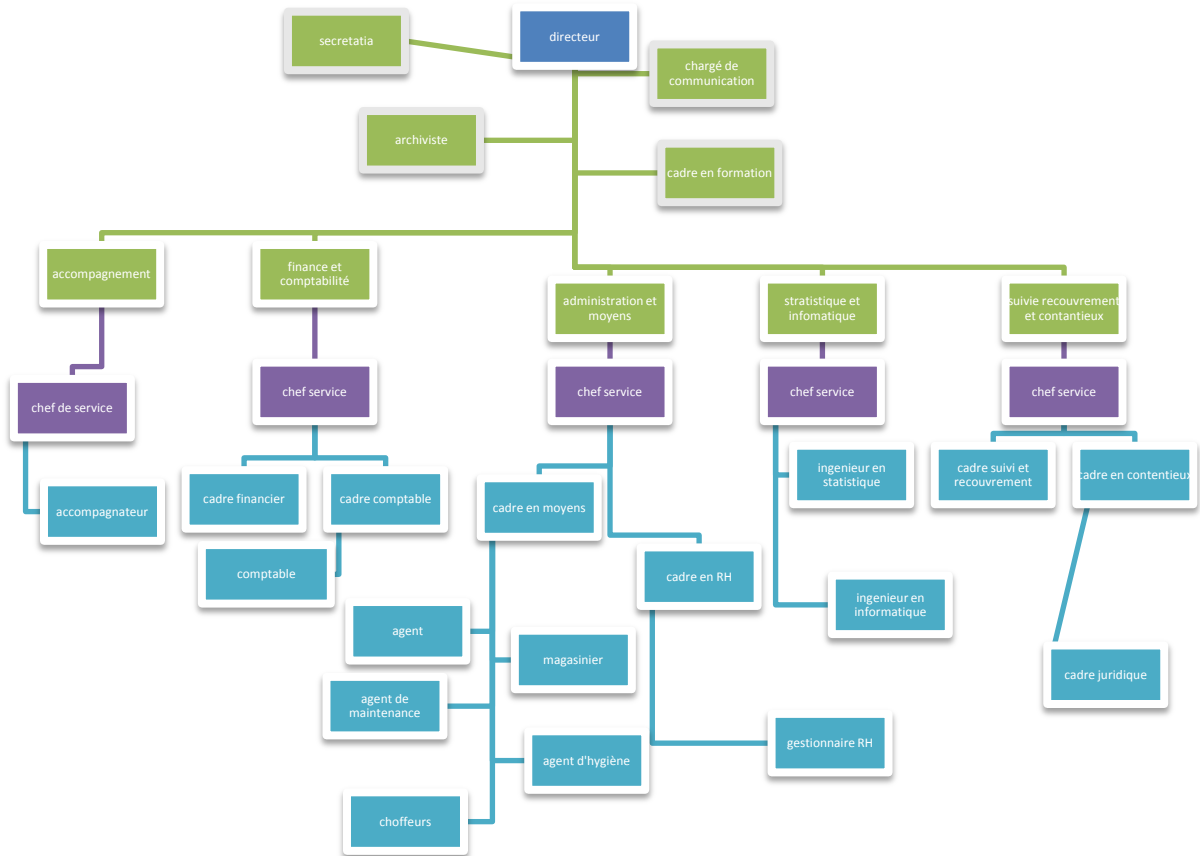 secretatia
directeur
chargé de
communication
archiviste
cadre en formation
accompagnement
finance et
comptabilité
administration et
moyens
stratistique et
infomatique
suivie recouvrement
et contantieux
chef de service
chef service
chef service
chef service
chef service
accompagnateur
cadre financier
cadre comptable
comptable
cadre en moyens
cadre en RH
ingenieur en
statistique
ingenieur en
informatique
cadre suivi et
recouvrement
cadre en contentieux
agent
magasinier
agent de
maintenance
agent d'hygiène
choffeurs
gestionnaire RH
cadre juridique